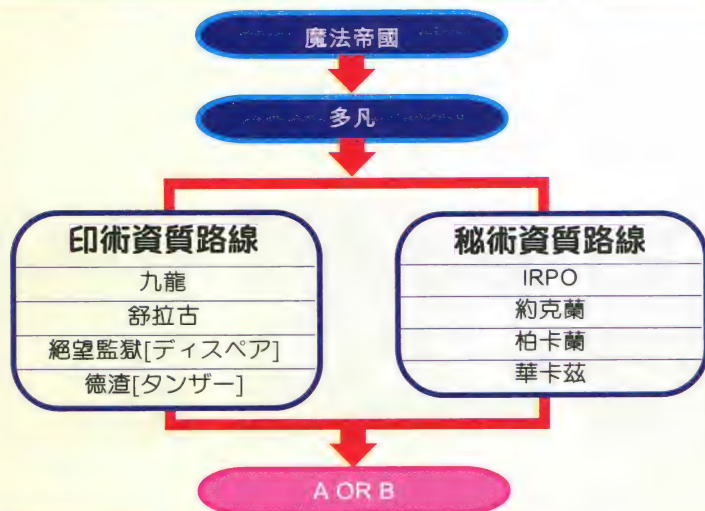 魔法帝國
多凡
印術資質路線
九龍
舒拉古
絕望監獄[ディスペア]
德渣[タンザー]
秘術資質路線
IRPO
約克蘭
柏卡蘭
華卡茲
A OR B